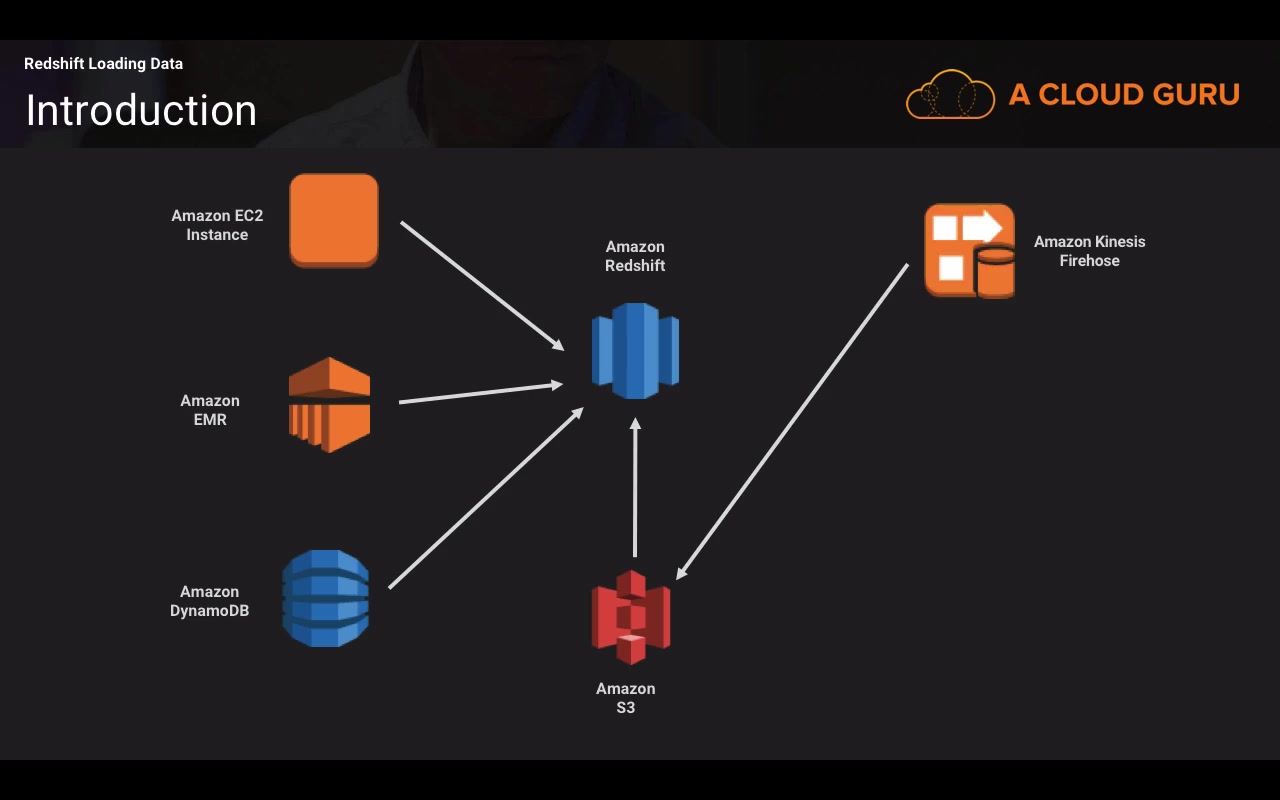 Redshift Loading Data
Introduction
A CLOUD GURU
Amazon EC2
Instance
Amazon
Redshift
Amazon Kinesis
Firehose
Amazon
EMR
Amazon
DynamoDB
Amazon
S3